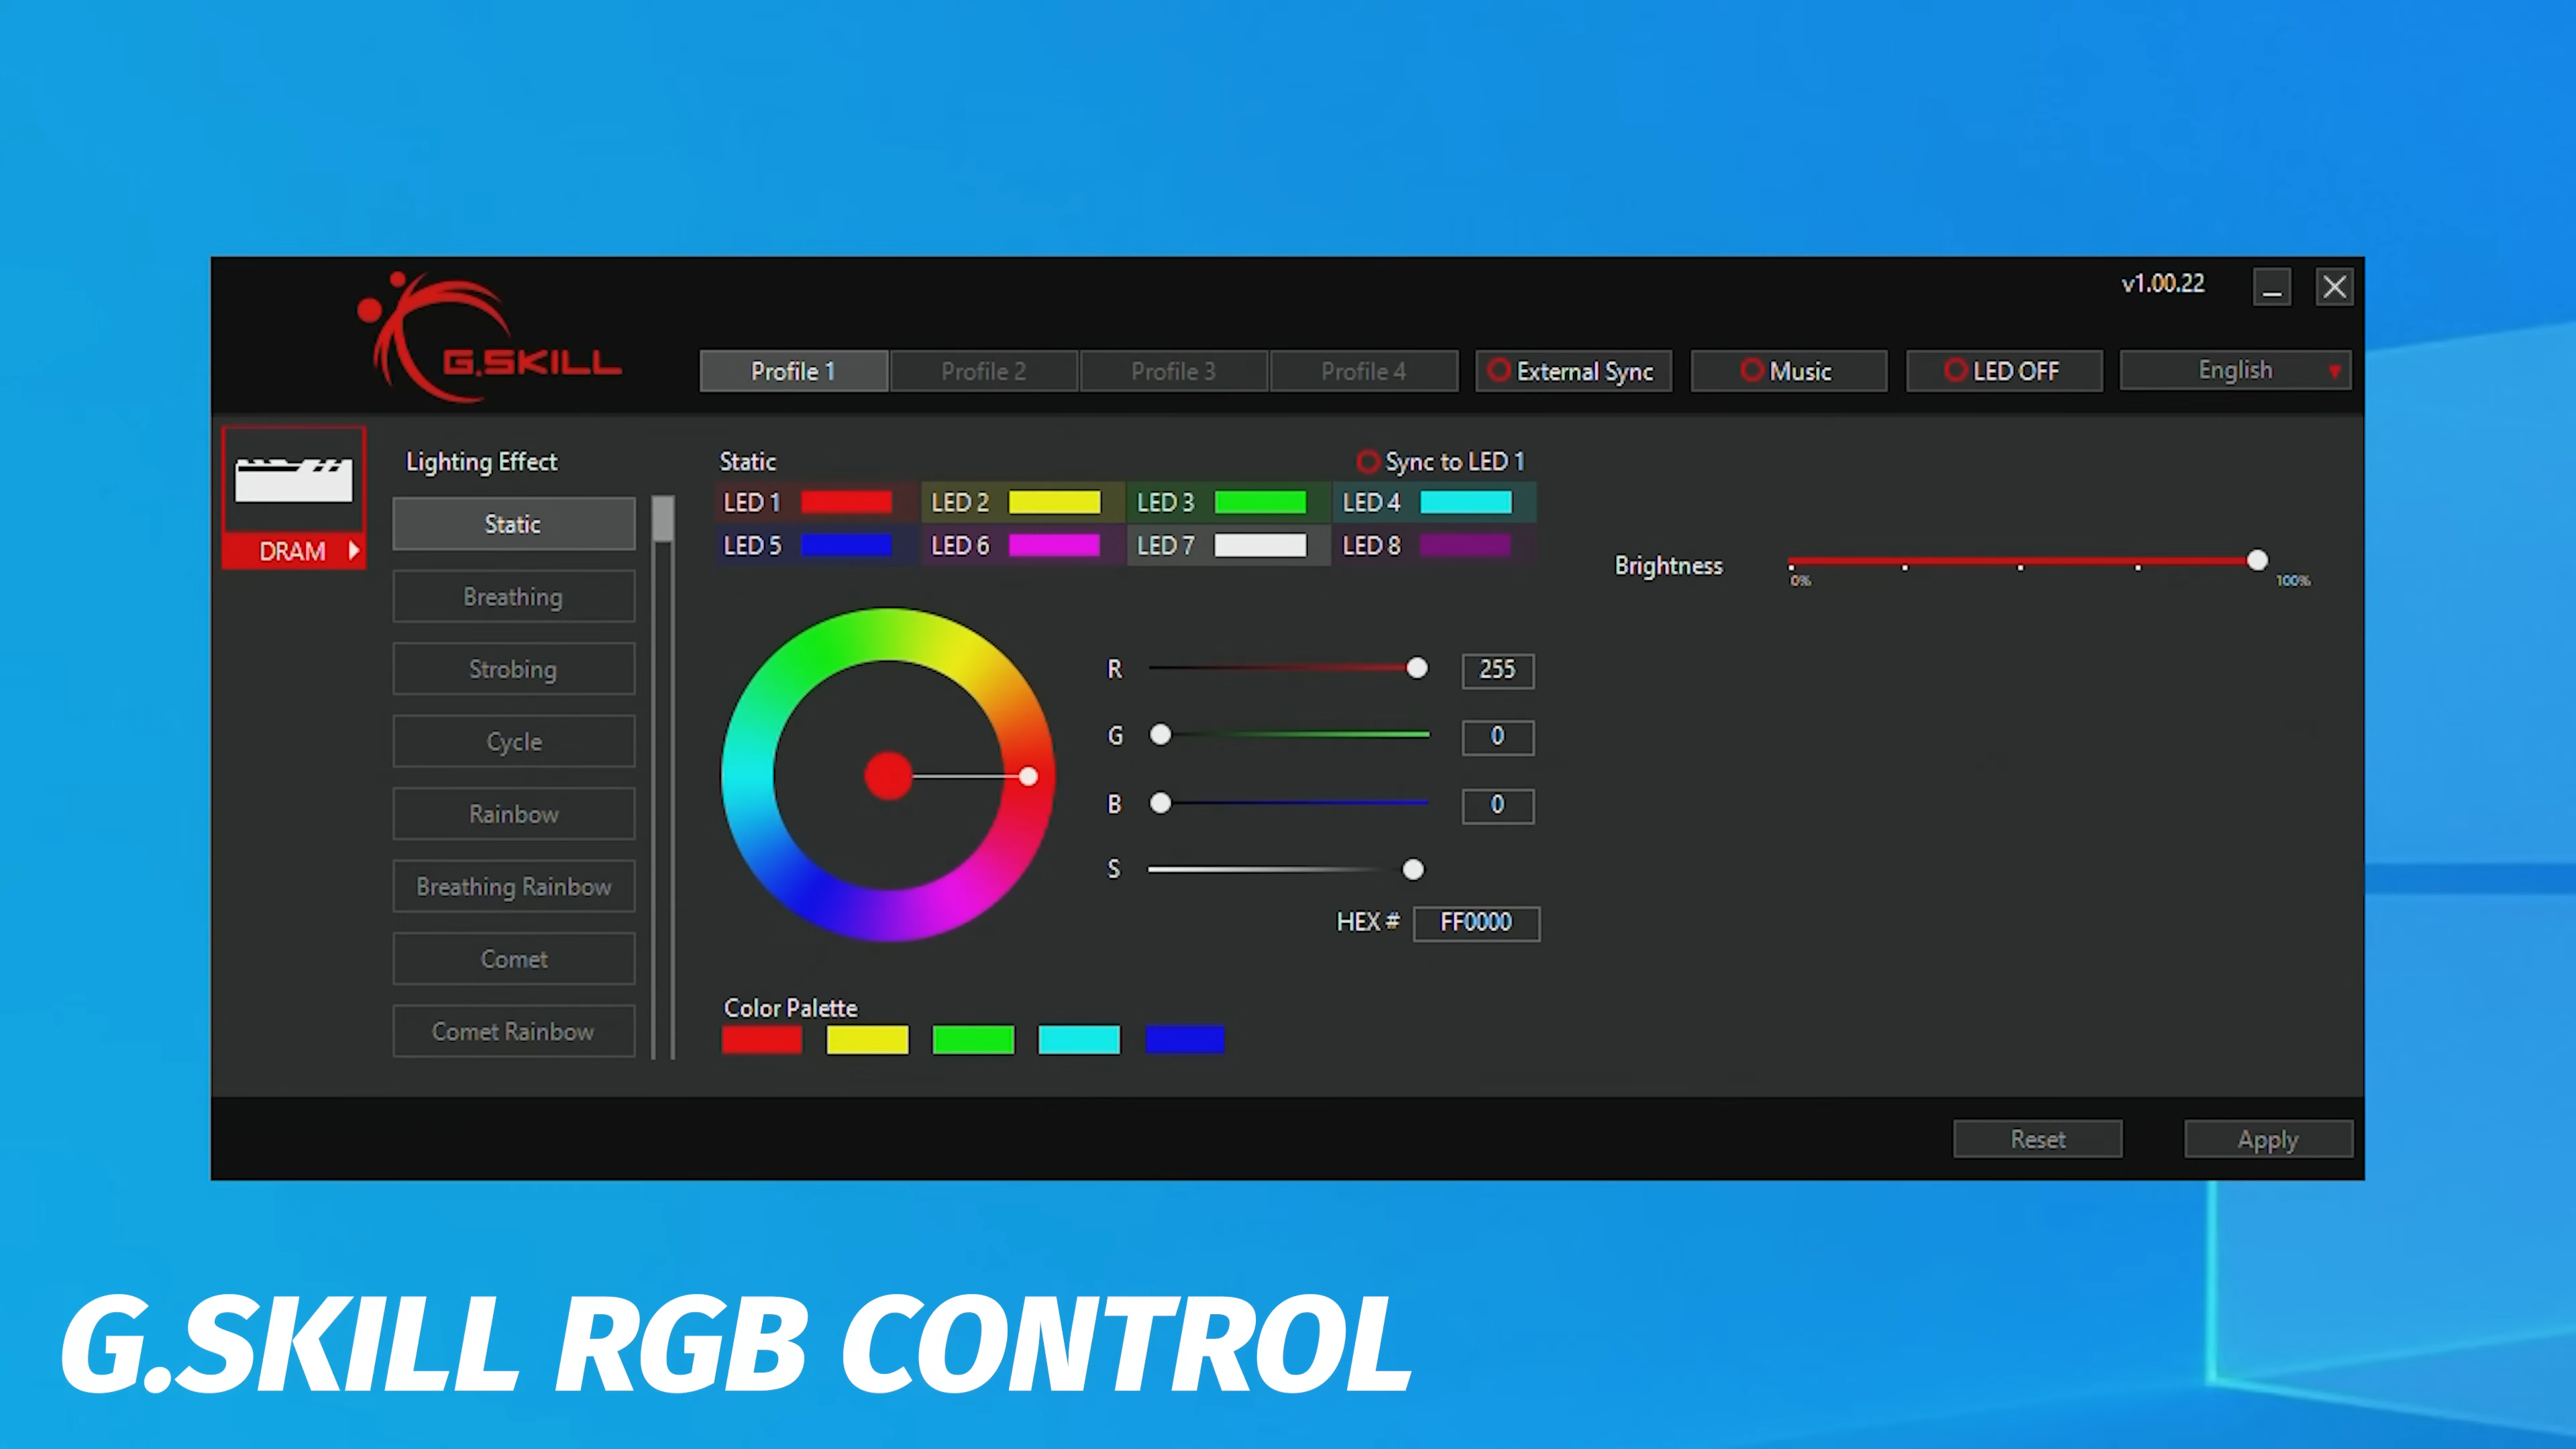 v1.00.22
G.SKILL
Profile 1 Profile 2 Profile 3 Profile 4 External Sync Music LED OFF English
DRAM
Lighting Effect
Static
Breathing
Strobing
Cycle
Rainbow
Breathing Rainbow
Comet
Comet Rainbow
Static Sync to LED 1
LED 1 LED 2 LED 3 LED 4
LED 5 LED 6 LED 7 LED 8
R 255
G 0
B 0
S
HEX # FF0000
Color Palette
Brightness
0% 100%
Reset Apply
G.SKILL RGB CONTROL